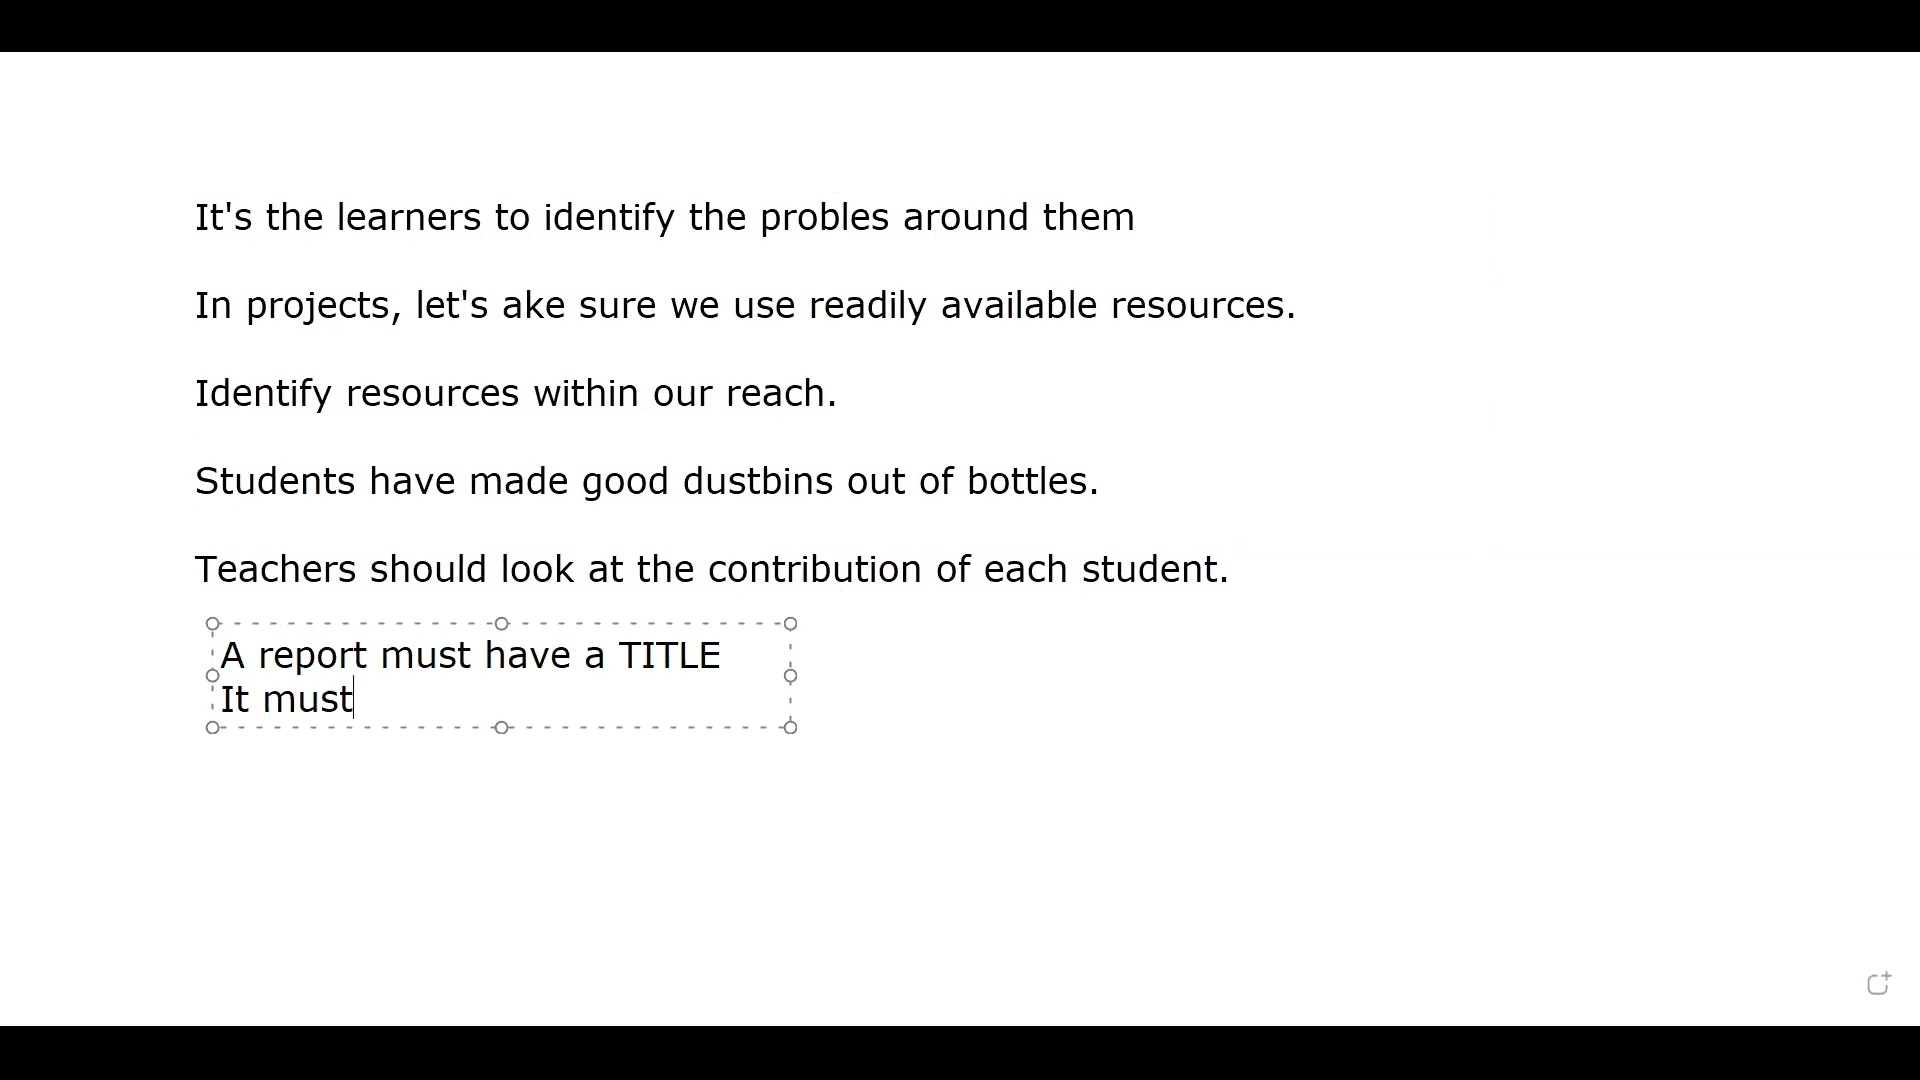 It's the learners to identify the probles around them
In projects, let's ake sure we use readily available resources.
Identify resources within our reach.
Students have made good dustbins out of bottles.
Teachers should look at the contribution of each student.
A report must have a TITLE
It must